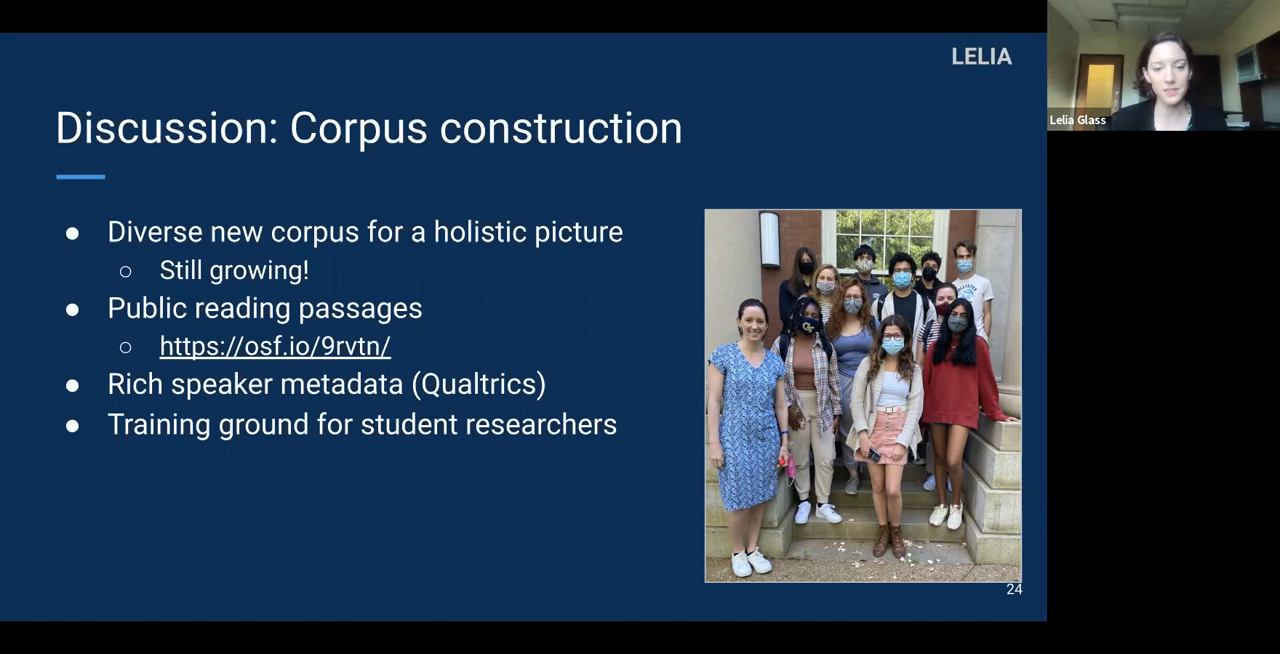 LELIA
Lelia Glass
Discussion: Corpus construction
● Diverse new corpus for a holistic picture
○ Still growing!
● Public reading passages
○ https://osf.io/9rvtn/
● Rich speaker metadata (Qualtrics)
● Training ground for student researchers
24